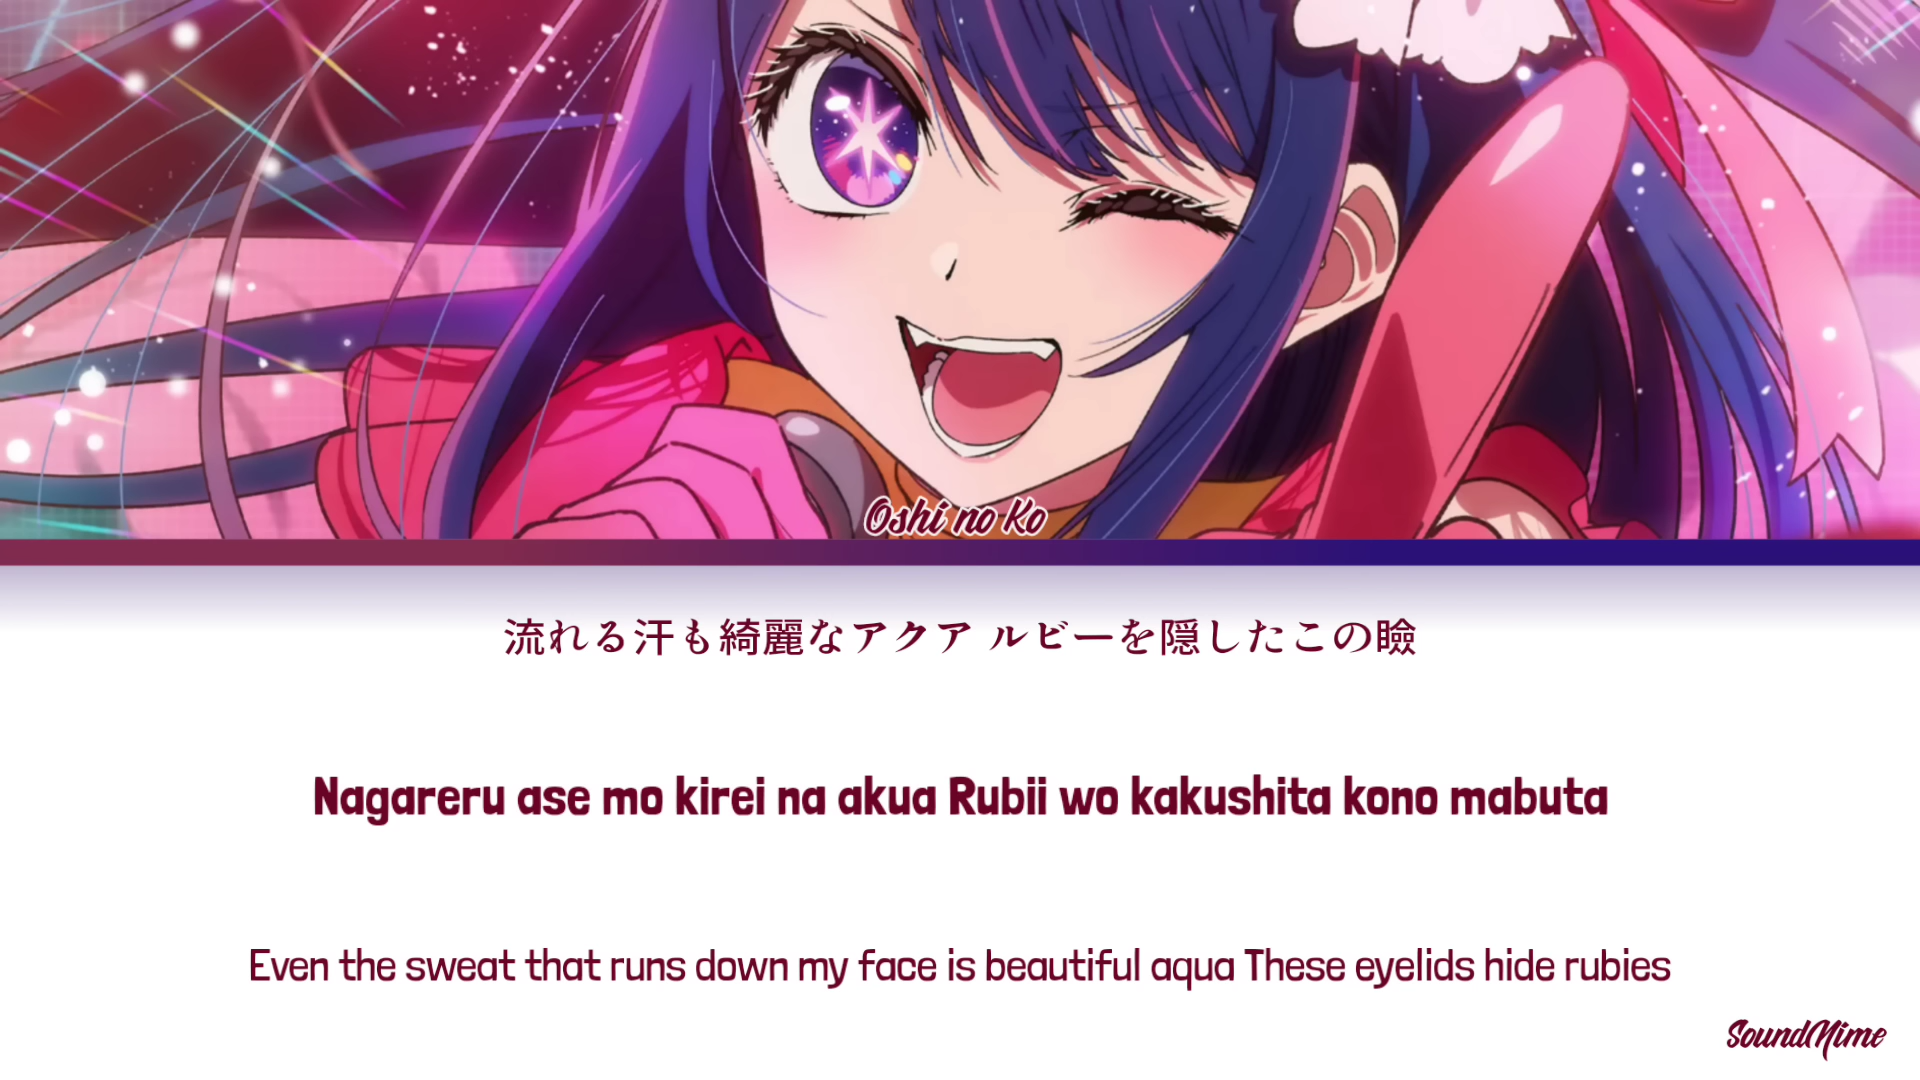 Oshi no Ko
流れる汗も綺麗なアクア ルビーを隠したこの瞼
Nagareru ase mo kirei na akua Rubii wo kakushita kono mabuta
Even the sweat that runs down my face is beautiful aqua These eyelids hide rubies
SoundMime